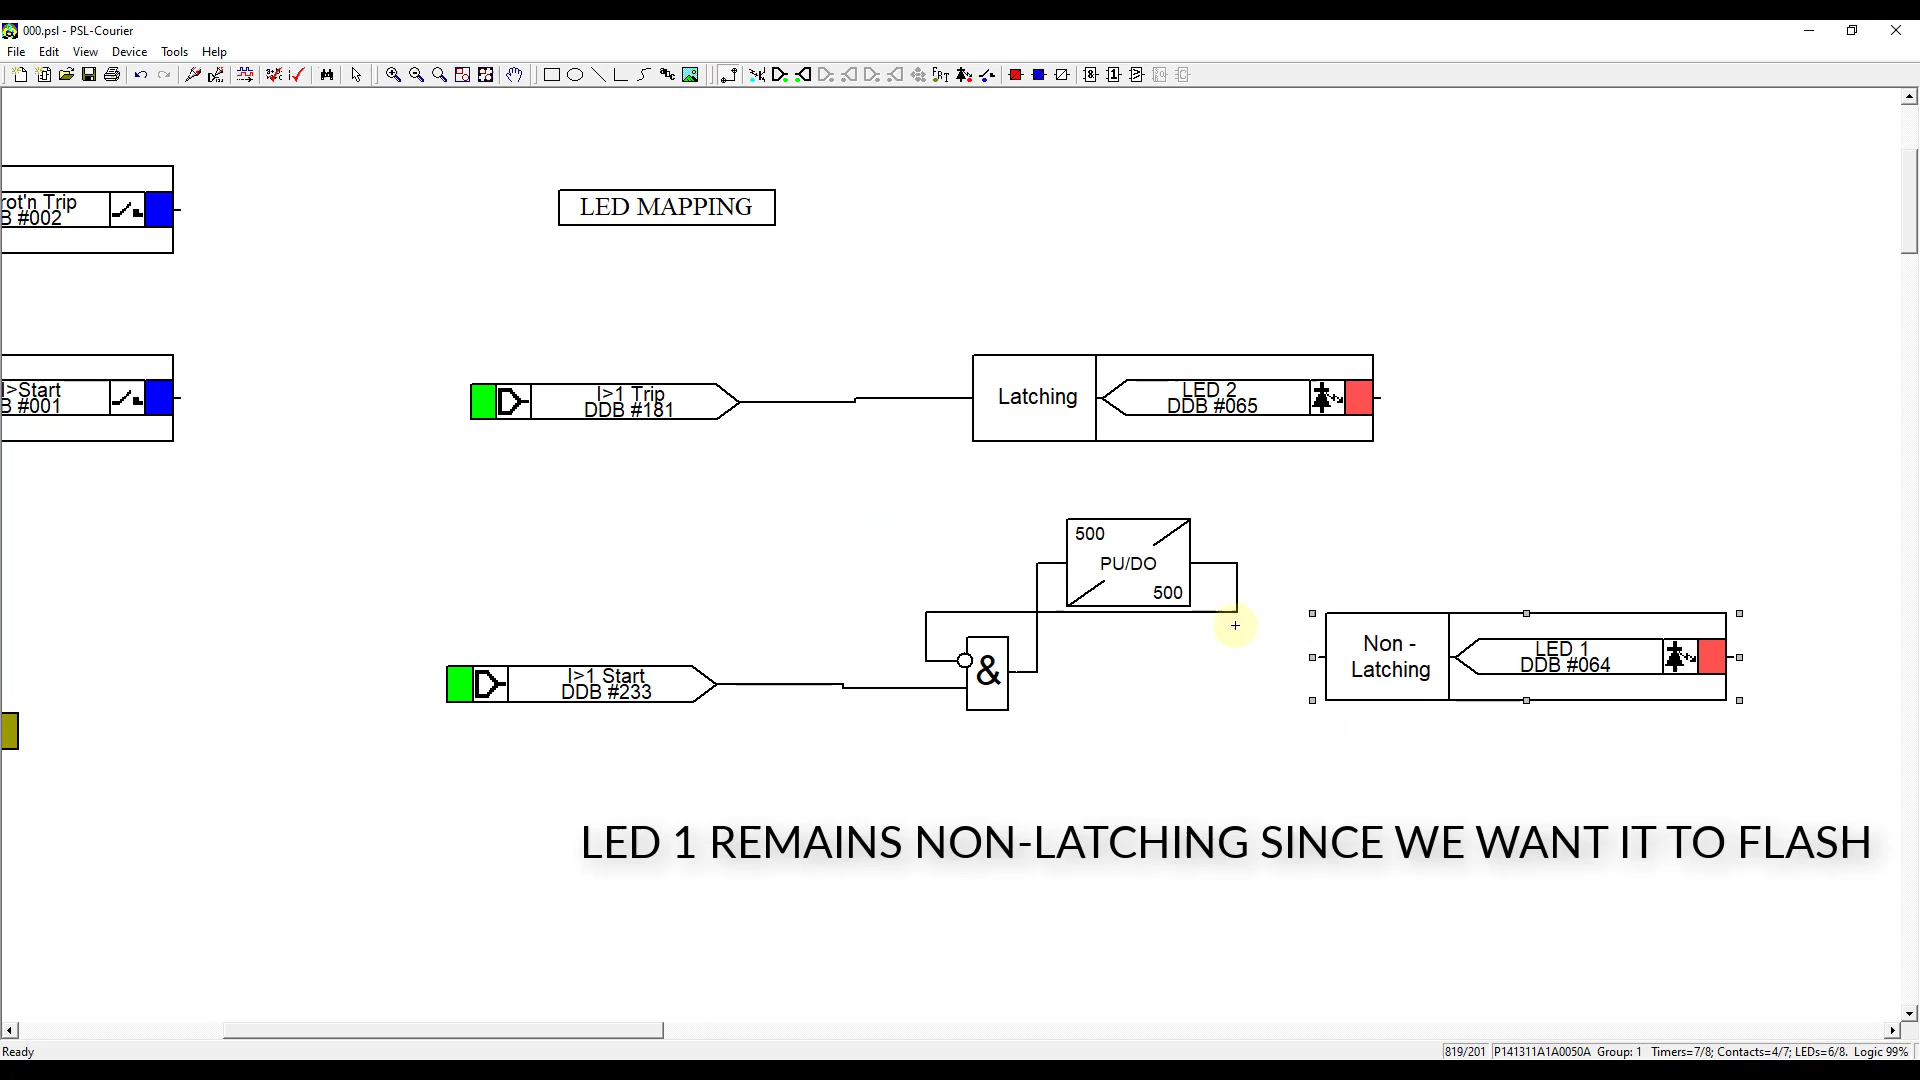 000.psl - PSL-Courier
File Edit View Device Tools Help
rot'n Trip
B #002
LED MAPPING
I>Start
B #001
I>1 Trip
DDB #181
Latching
LED 2
DDB #065
500
PU/DO
500
I>1 Start
DDB #233
&
Non -
Latching
LED 1
DDB #064
LED 1 REMAINS NON-LATCHING SINCE WE WANT IT TO FLASH
Ready
819/201 P141311A1A0050A Group: 1 Timers=7/8; Contacts=4/7; LEDs=6/8. Logic 99%